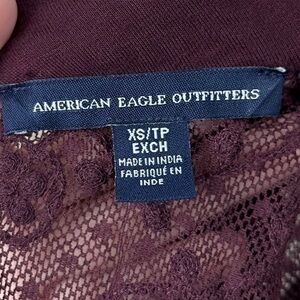 AMERICAN EAGLE OUTFITTERS
XS/TP
EXCH
MADE IN INDIA
FABRIQUÉ EN
INDE